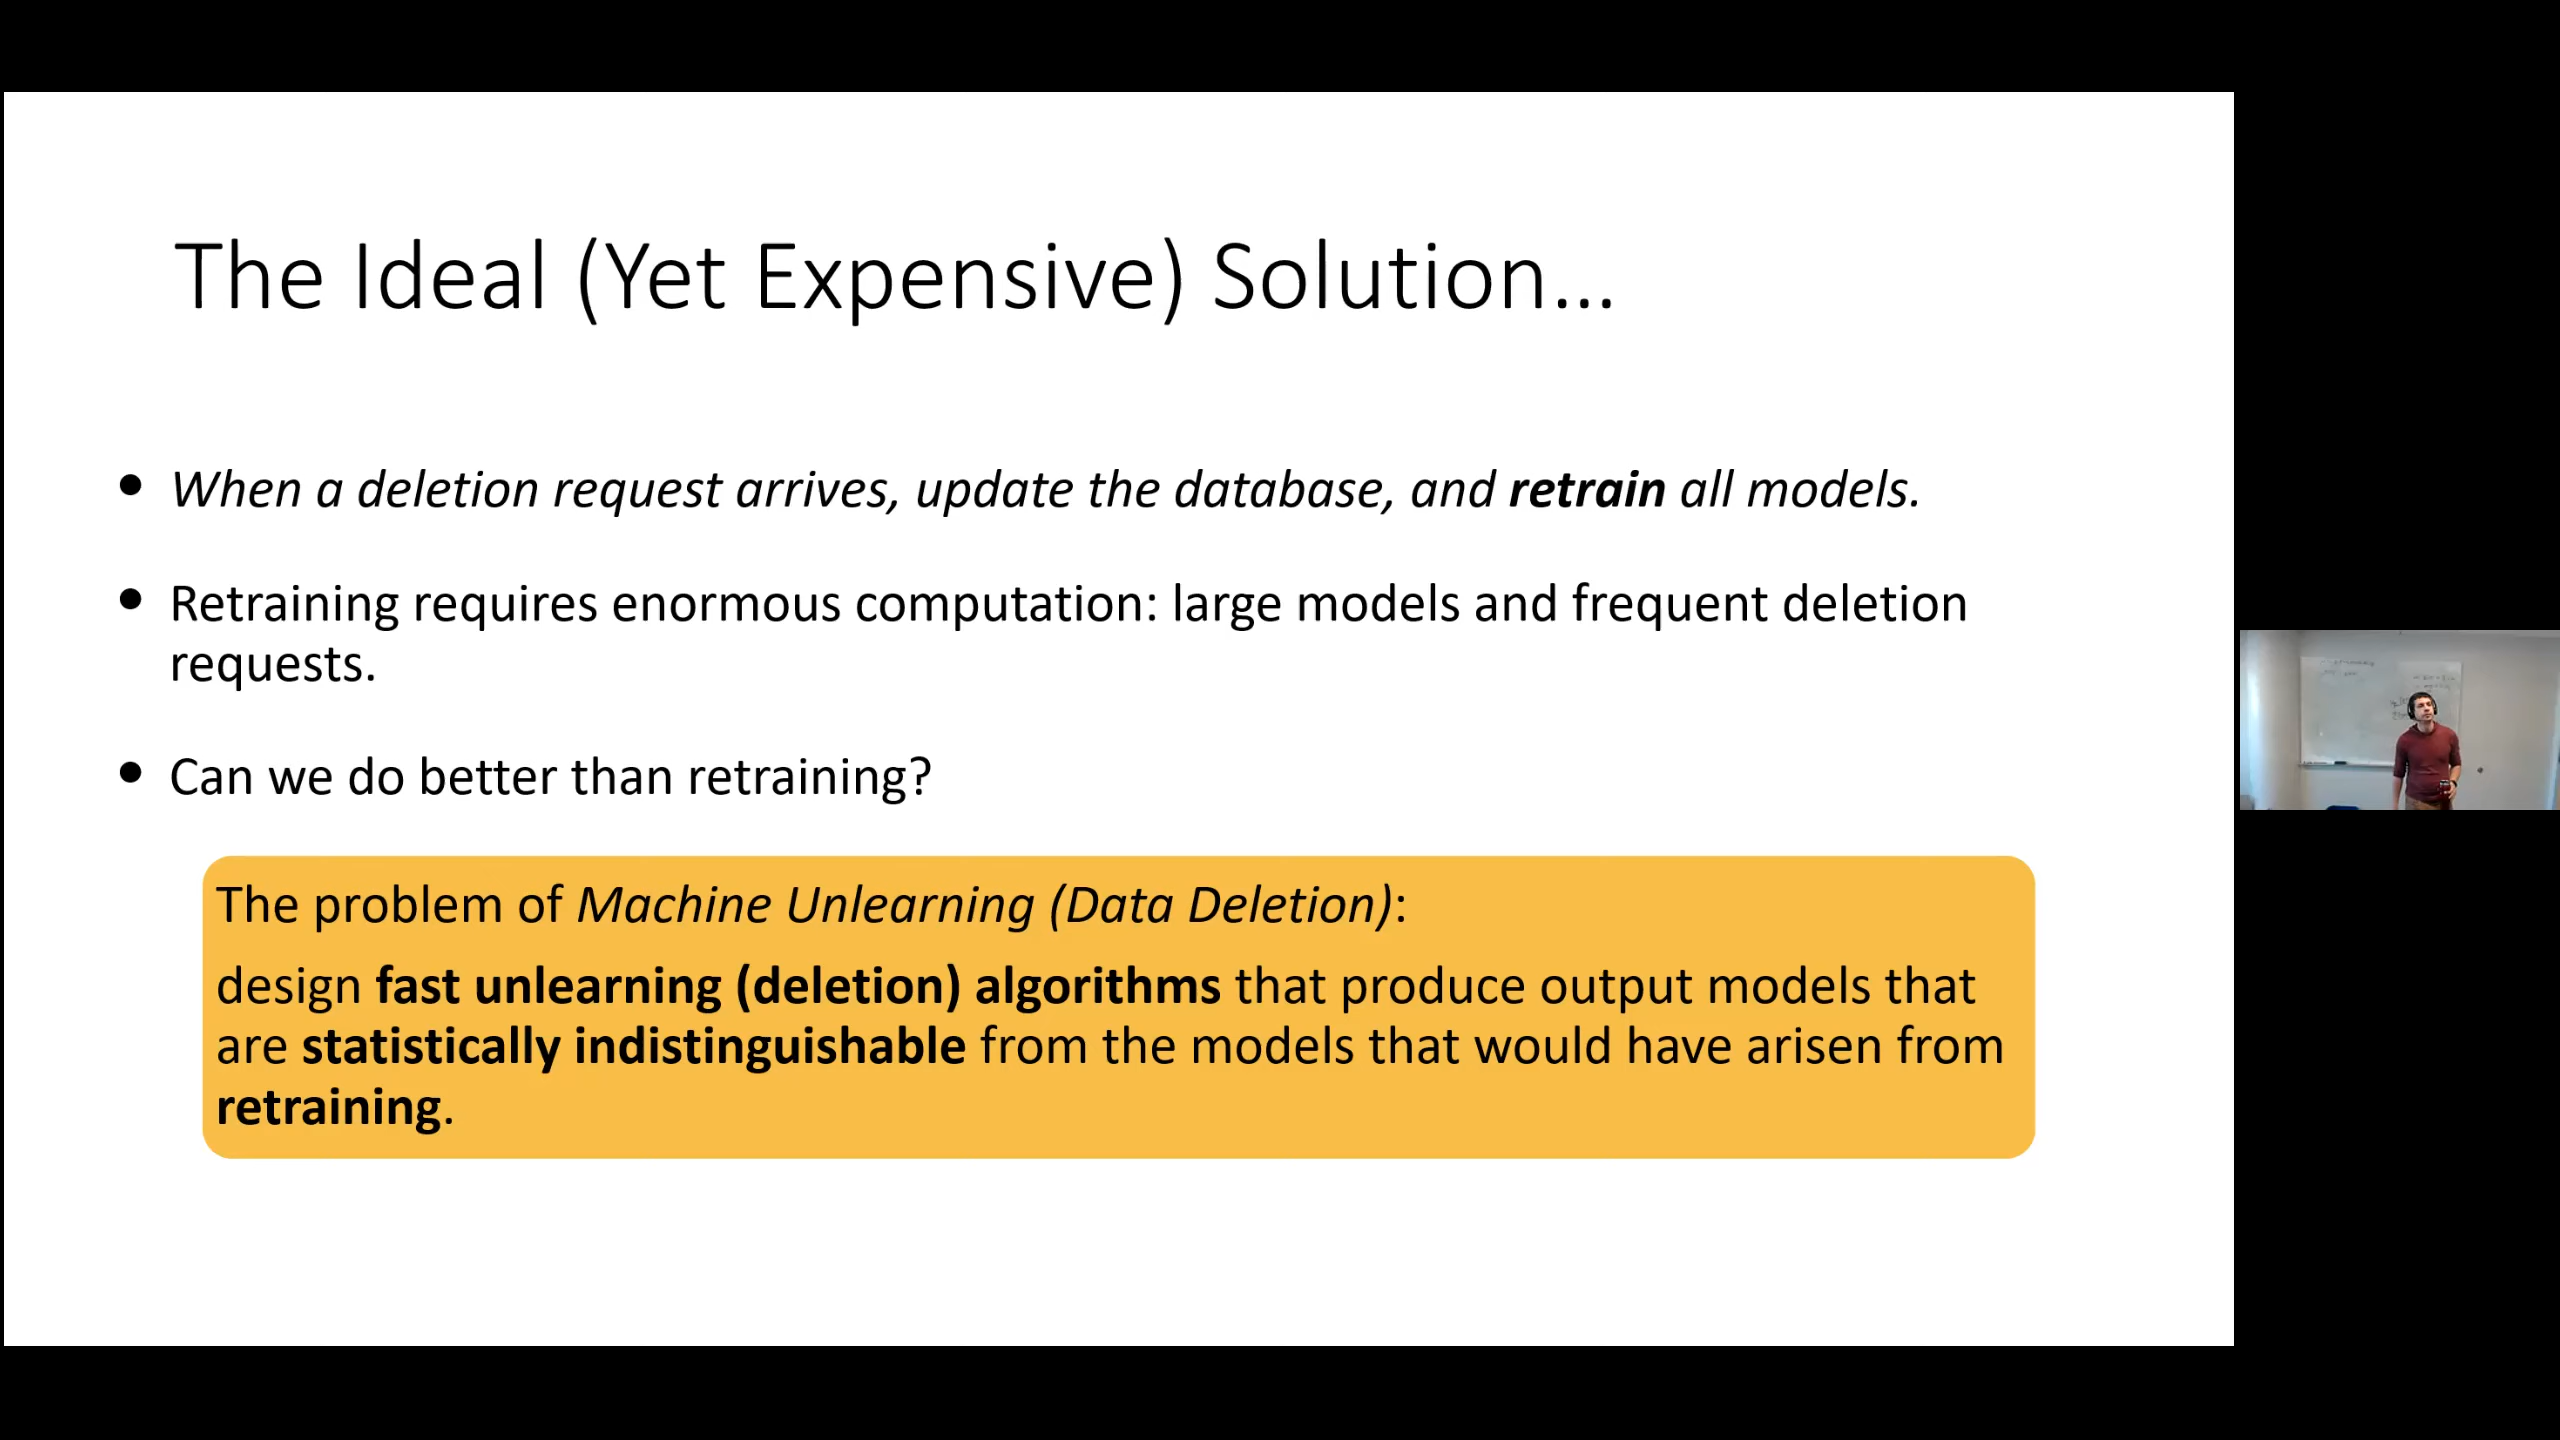 The Ideal (Yet Expensive) Solution...
• When a deletion request arrives, update the database, and retrain all models.
• Retraining requires enormous computation: large models and frequent deletion
requests.
• Can we do better than retraining?
The problem of Machine Unlearning (Data Deletion):
design fast unlearning (deletion) algorithms that produce output models that
are statistically indistinguishable from the models that would have arisen from
retraining.